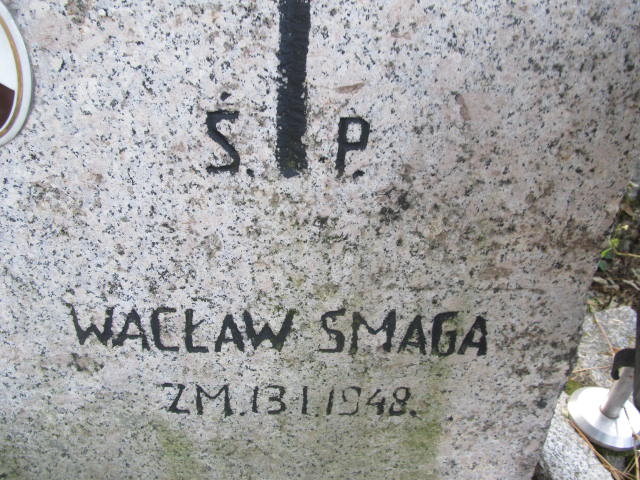 Ś. P.
WACŁAW SMAGA
ZM. 13.I.1948.